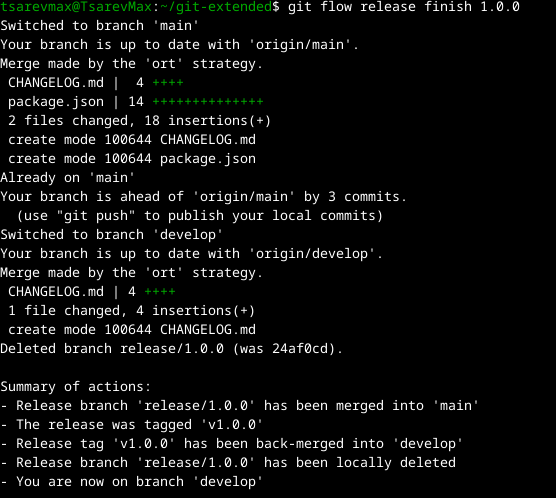 tsarevmax@TsarevMax:~/git-extended$ git flow release finish 1.0.0
Switched to branch 'main'
Your branch is up to date with 'origin/main'.
Merge made by the 'ort' strategy.
 CHANGELOG.md |  4 ++++
 package.json | 14 ++++++++++++++
 2 files changed, 18 insertions(+)
 create mode 100644 CHANGELOG.md
 create mode 100644 package.json
Already on 'main'
Your branch is ahead of 'origin/main' by 3 commits.
  (use "git push" to publish your local commits)
Switched to branch 'develop'
Your branch is up to date with 'origin/develop'.
Merge made by the 'ort' strategy.
 CHANGELOG.md | 4 ++++
 1 file changed, 4 insertions(+)
 create mode 100644 CHANGELOG.md
Deleted branch release/1.0.0 (was 24af0cd).

Summary of actions:
- Release branch 'release/1.0.0' has been merged into 'main'
- The release was tagged 'v1.0.0'
- Release tag 'v1.0.0' has been back-merged into 'develop'
- Release branch 'release/1.0.0' has been locally deleted
- You are now on branch 'develop'